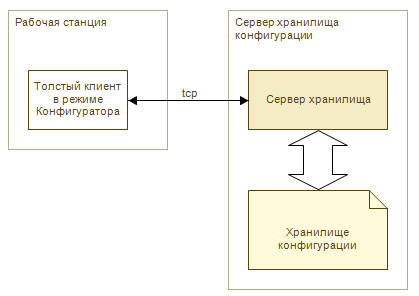 Рабочая станция
Толстый клиент
в режиме
Конфигуратора
tcp
Сервер хранилища
конфигурации
Сервер хранилища
Хранилище
конфигурации